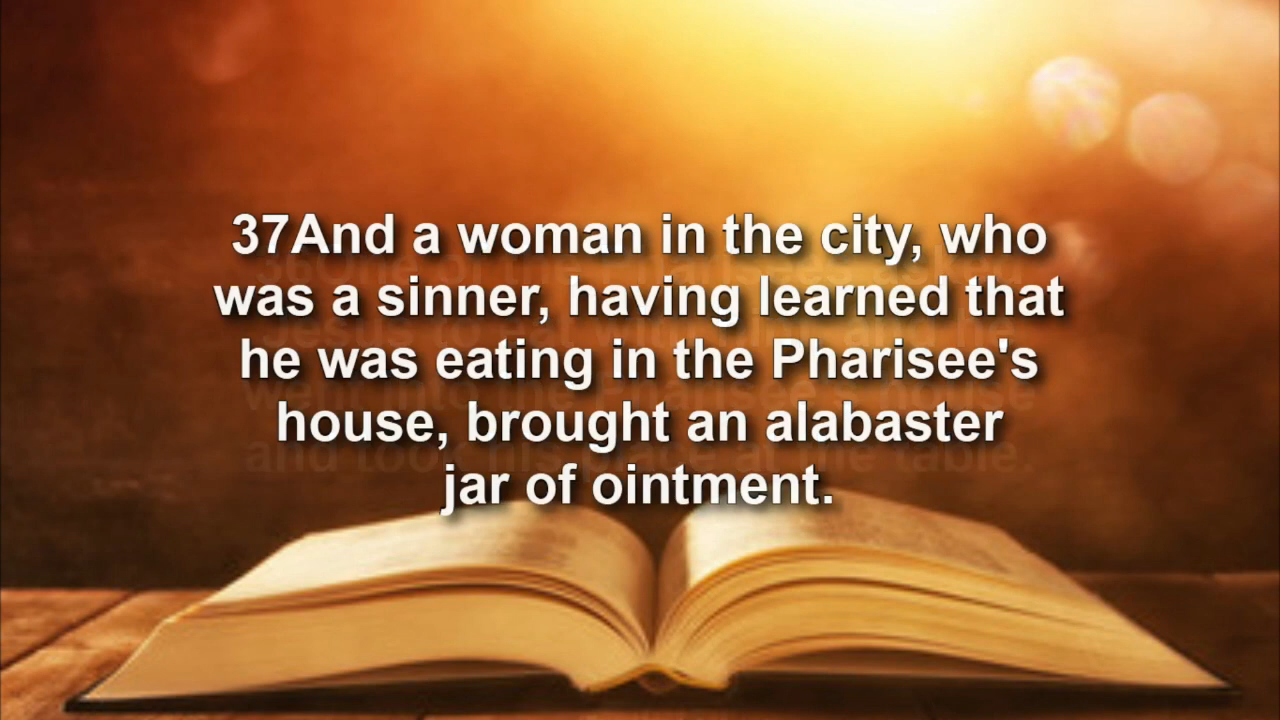 37And a woman in the city, who
was a sinner, having learned that
he was eating in the Pharisee's
house, brought an alabaster
jar of ointment.